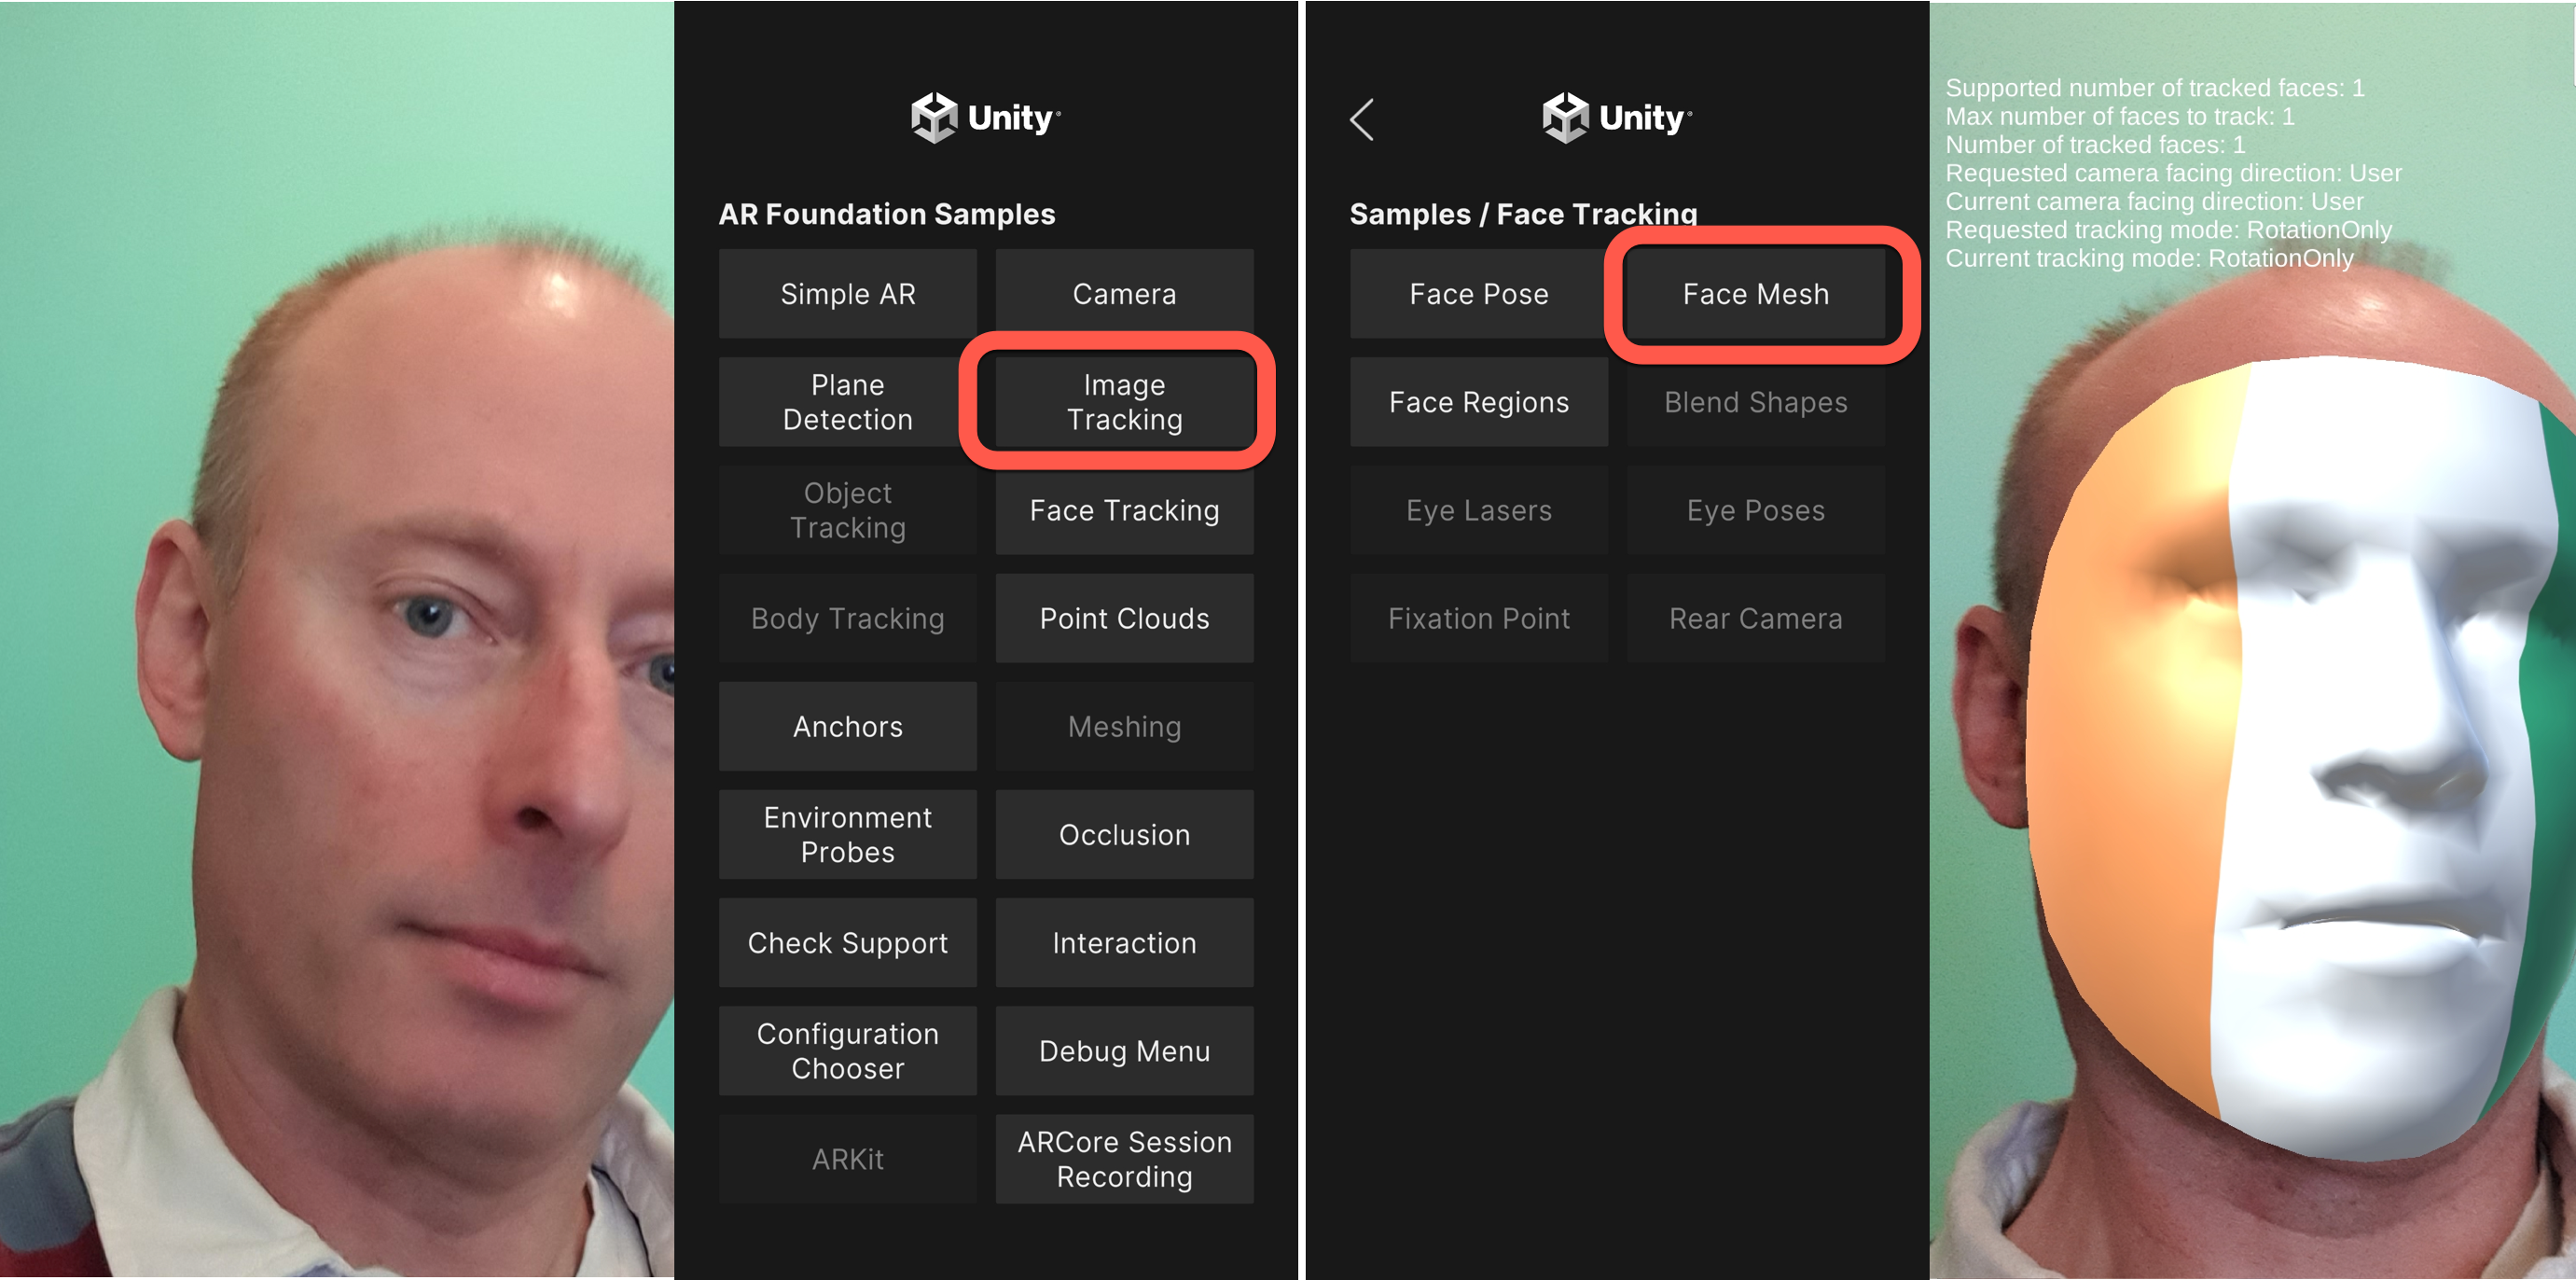 Unity
AR Foundation Samples
Simple AR
Camera
Plane
Detection
Image
Tracking
Object
Tracking
Face Tracking
Body Tracking
Point Clouds
Anchors
Meshing
Environment
Probes
Occlusion
Check Support
Interaction
Configuration
Chooser
Debug Menu
ARKit
ARCore Session
Recording
Unity
Samples / Face Tracking
Face Pose
Face Mesh
Face Regions
Blend Shapes
Eye Lasers
Eye Poses
Fixation Point
Rear Camera
Supported number of tracked faces: 1
Max number of faces to track: 1
Number of tracked faces: 1
Requested camera facing direction: User
Current camera facing direction: User
Requested tracking mode: RotationOnly
Current tracking mode: RotationOnly